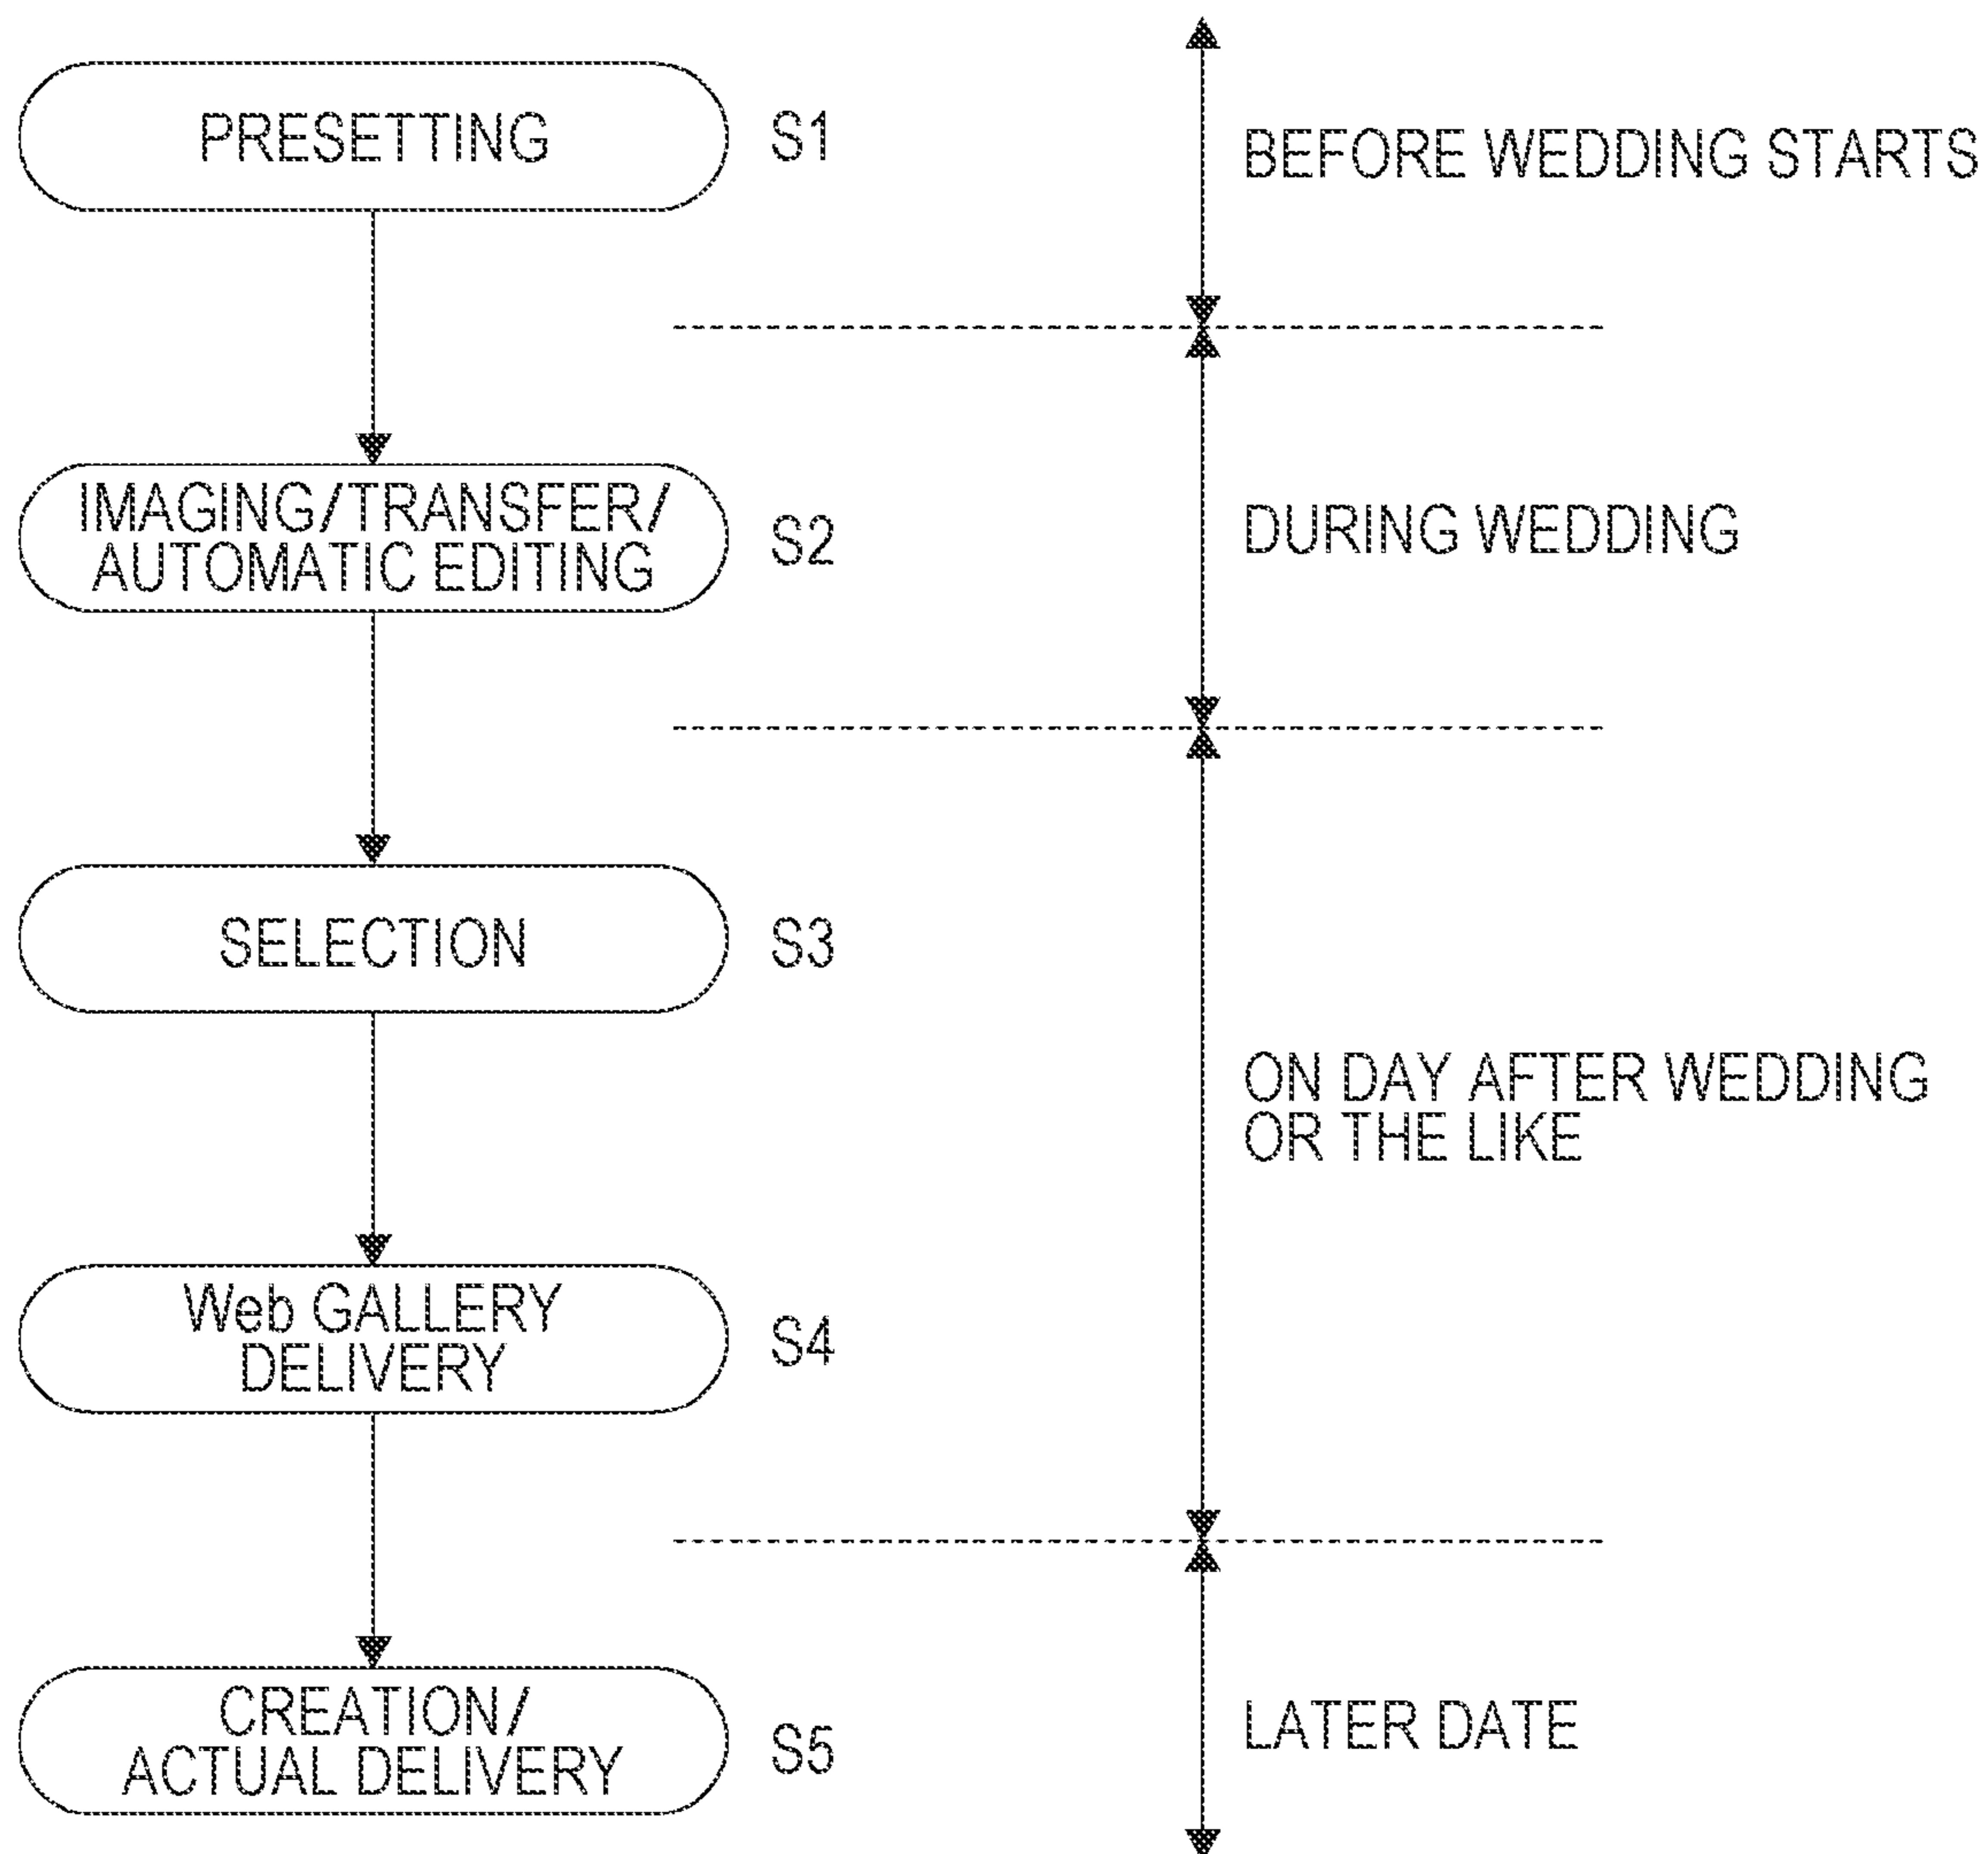 PRESETTING
S1
BEFORE WEDDING STARTS
IMAGING/TRANSFER/
AUTOMATIC EDITING
S2
DURING WEDDING
SELECTION
S3
ON DAY AFTER WEDDING
OR THE LIKE
Web GALLERY
DELIVERY
S4
CREATION/
ACTUAL DELIVERY
S5
LATER DATE